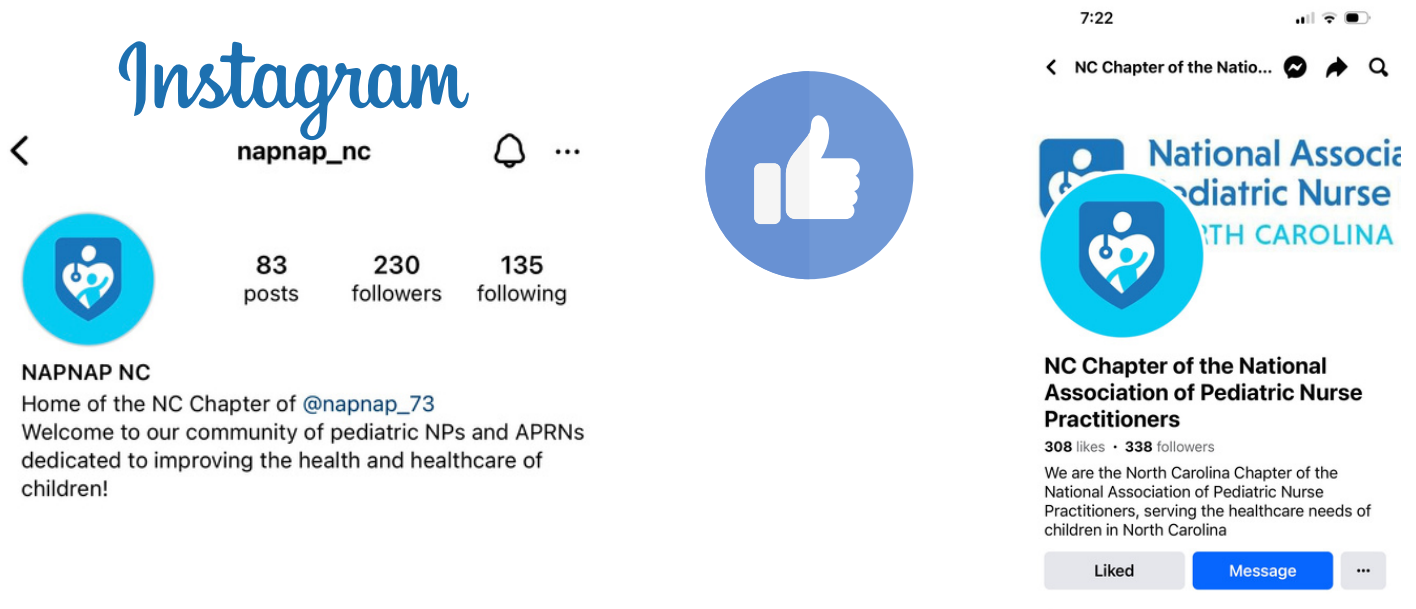 Instagram
napnap_nc
83 230 135
posts followers following
NAPNAP NC
Home of the NC Chapter of @napnap_73
Welcome to our community of pediatric NPs and APRNs
dedicated to improving the health and healthcare of
children!
7:22
NC Chapter of the Natio...
National Associa
ediatric Nurse
TH CAROLINA
NC Chapter of the National
Association of Pediatric Nurse
Practitioners
308 likes · 338 followers
We are the North Carolina Chapter of the
National Association of Pediatric Nurse
Practitioners, serving the healthcare needs of
children in North Carolina
Liked Message